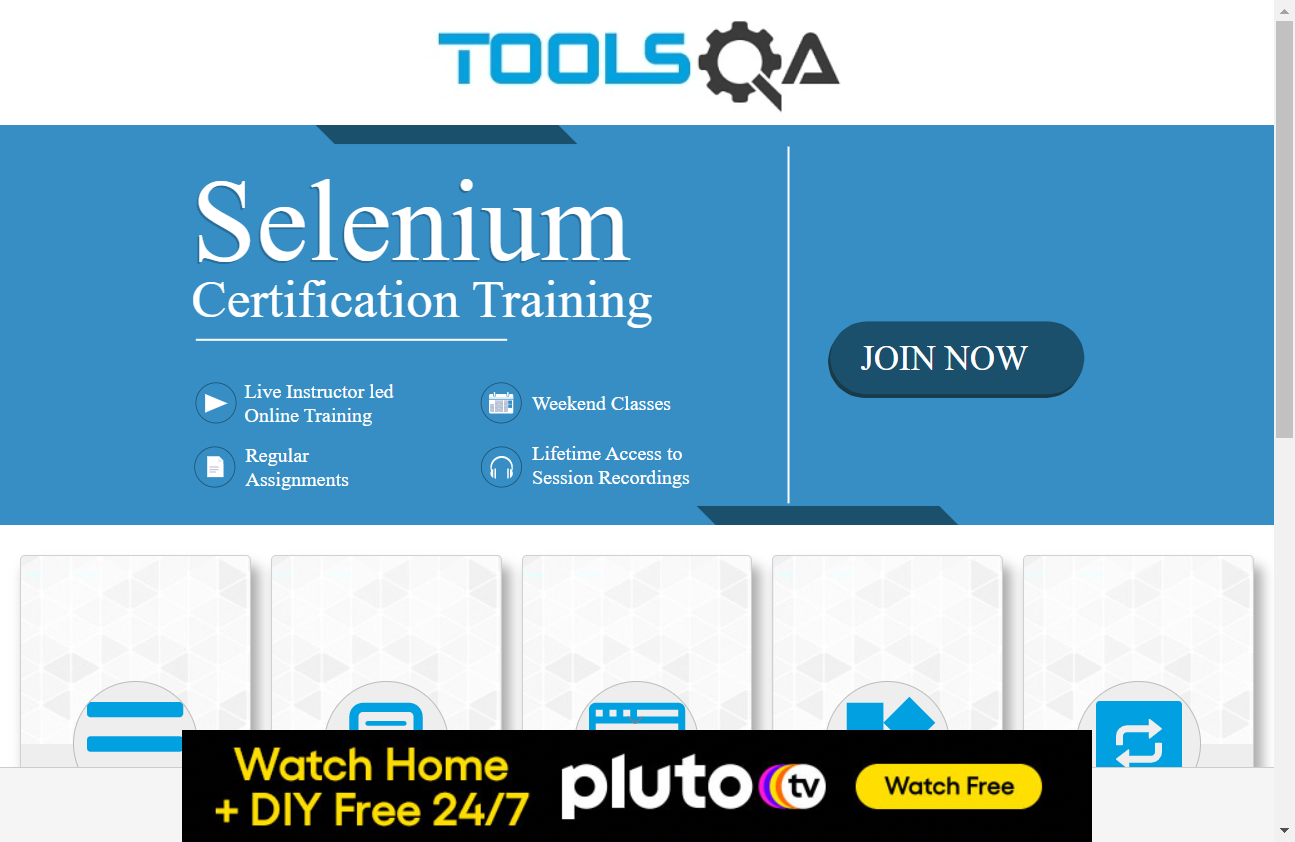 TOOLSQA
Selenium
Certification Training
JOIN NOW
Live Instructor led
Online Training
Weekend Classes
Regular
Assignments
Lifetime Access to
Session Recordings
Watch Home
+ DIY Free 24/7
pluto tv
Watch Free